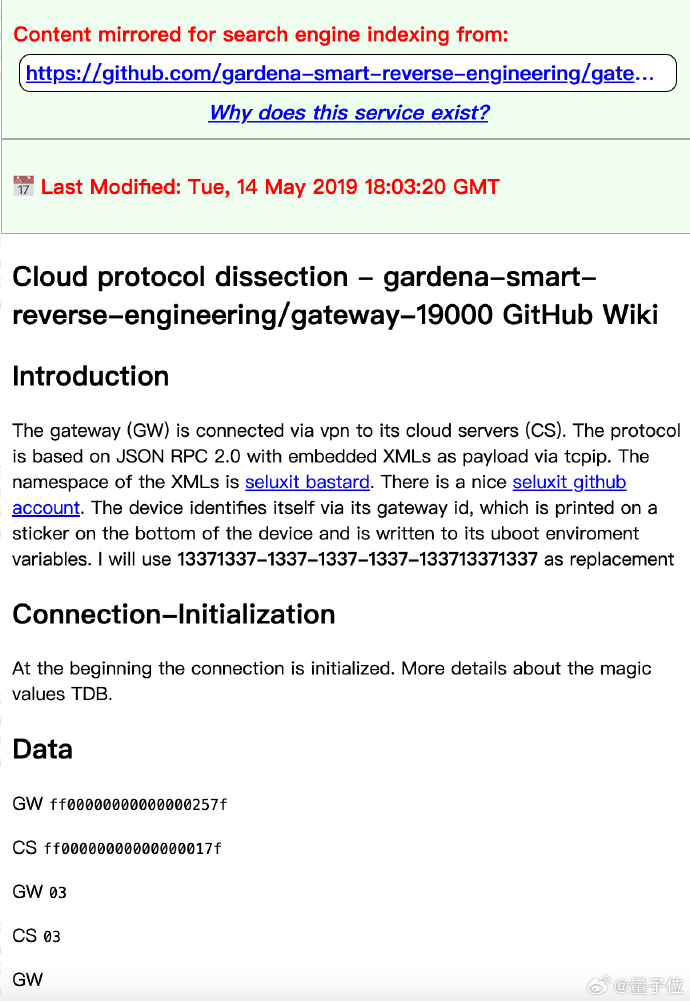 Content mirrored for search engine indexing from:
https://github.com/gardena-smart-reverse-engineering/gate...
Why does this service exist?
17 Last Modified: Tue, 14 May 2019 18:03:20 GMT
Cloud protocol dissection - gardena-smart-
reverse-engineering/gateway-19000 GitHub Wiki
Introduction
The gateway (GW) is connected via vpn to its cloud servers (CS). The protocol
is based on JSON RPC 2.0 with embedded XMLs as payload via tcpip. The
namespace of the XMLs is seluxit bastard. There is a nice seluxit github
account. The device identifies itself via its gateway id, which is printed on a
sticker on the bottom of the device and is written to its uboot enviroment
variables. I will use 13371337-1337-1337-1337-133713371337 as replacement
Connection-Initialization
At the beginning the connection is initialized. More details about the magic
values TDB.
Data
GW ff00000000000000257f
CS ff00000000000000017f
GW 03
CS 03
GW
@量子位